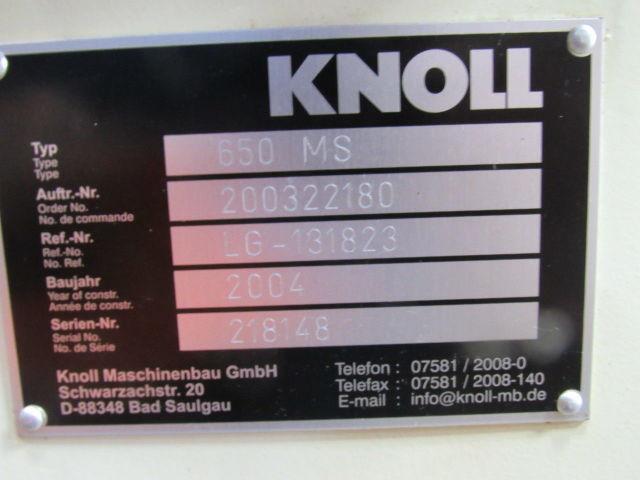 KNOLL
Typ 650 MS
Type
Type
Auftr.-Nr. 200322180
Order No.
No. de commande
Ref.-Nr. LG-131823
Ref.-No.
No. Ref.
Baujahr 2004
Year of constr.
Année de constr.
Serien-Nr. 218148
Serial No.
No. de Série
Knoll Maschinenbau GmbH
Schwarzachstr. 20
D-88348 Bad Saulgau
Telefon : 07581 / 2008-0
Telefax : 07581 / 2008-140
E-mail : info@knoll-mb.de